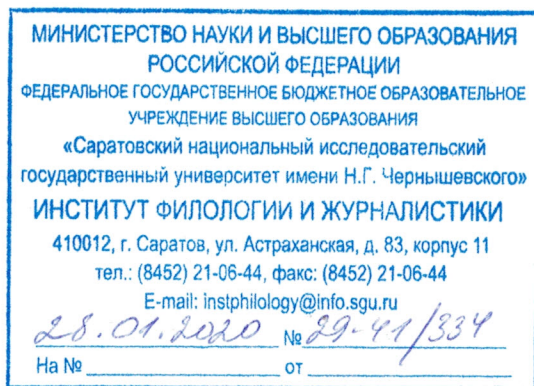 МИНИСТЕРСТВО НАУКИ И ВЫСШЕГО ОБРАЗОВАНИЯ
РОССИЙСКОЙ ФЕДЕРАЦИИ
ФЕДЕРАЛЬНОЕ ГОСУДАРСТВЕННОЕ БЮДЖЕТНОЕ ОБРАЗОВАТЕЛЬНОЕ
УЧРЕЖДЕНИЕ ВЫСШЕГО ОБРАЗОВАНИЯ
«Саратовский национальный исследовательский
государственный университет имени Н.Г. Чернышевского»
ИНСТИТУТ ФИЛОЛОГИИ И ЖУРНАЛИСТИКИ
410012, г. Саратов, ул. Астраханская, д. 83, корпус 11
тел.: (8452) 21-06-44, факс: (8452) 21-06-44
E-mail: instphilology@info.sgu.ru
28.01.2020 № 29-41/334
На № от